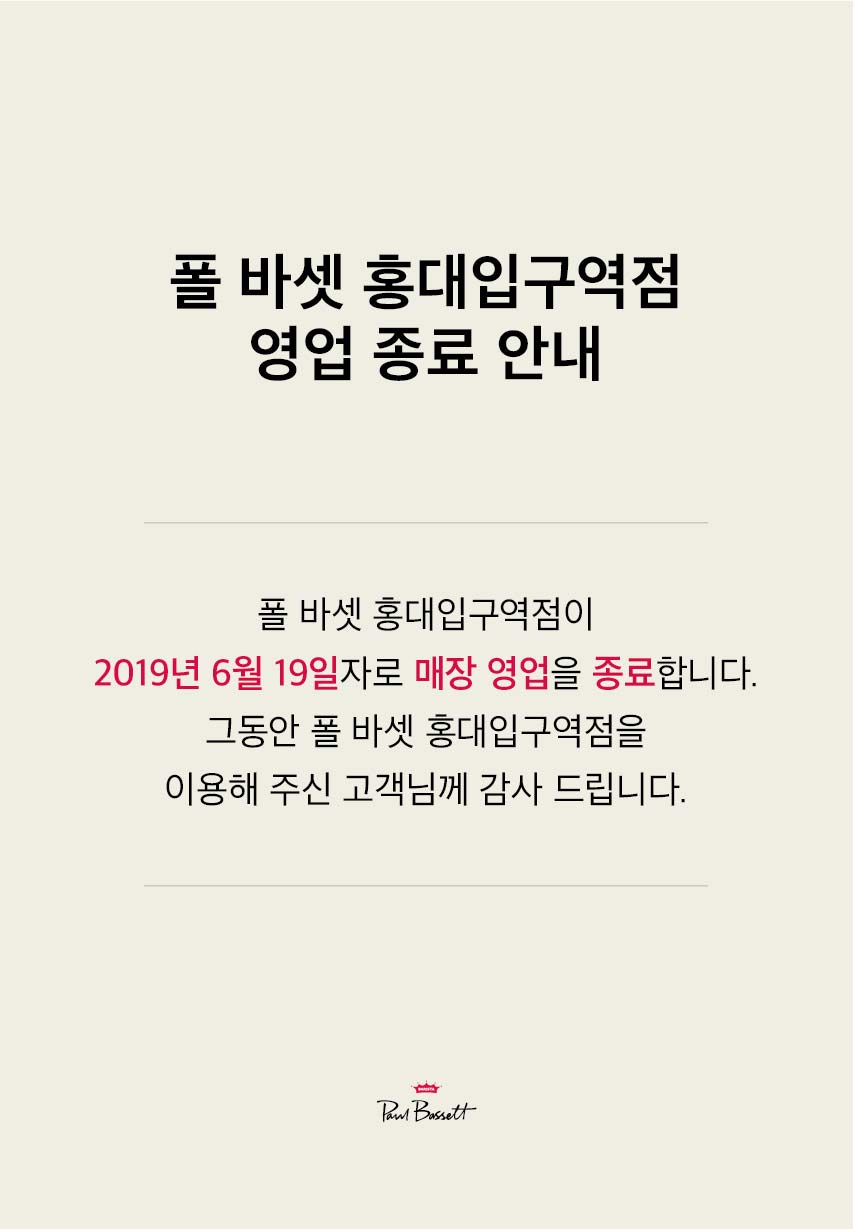 폴 바셋 홍대입구역점
영업 종료 안내
폴 바셋 홍대입구역점이
2019년 6월 19일자로 매장 영업을 종료합니다.
그동안 폴 바셋 홍대입구역점을
이용해 주신 고객님께 감사 드립니다.
Paul Bassett